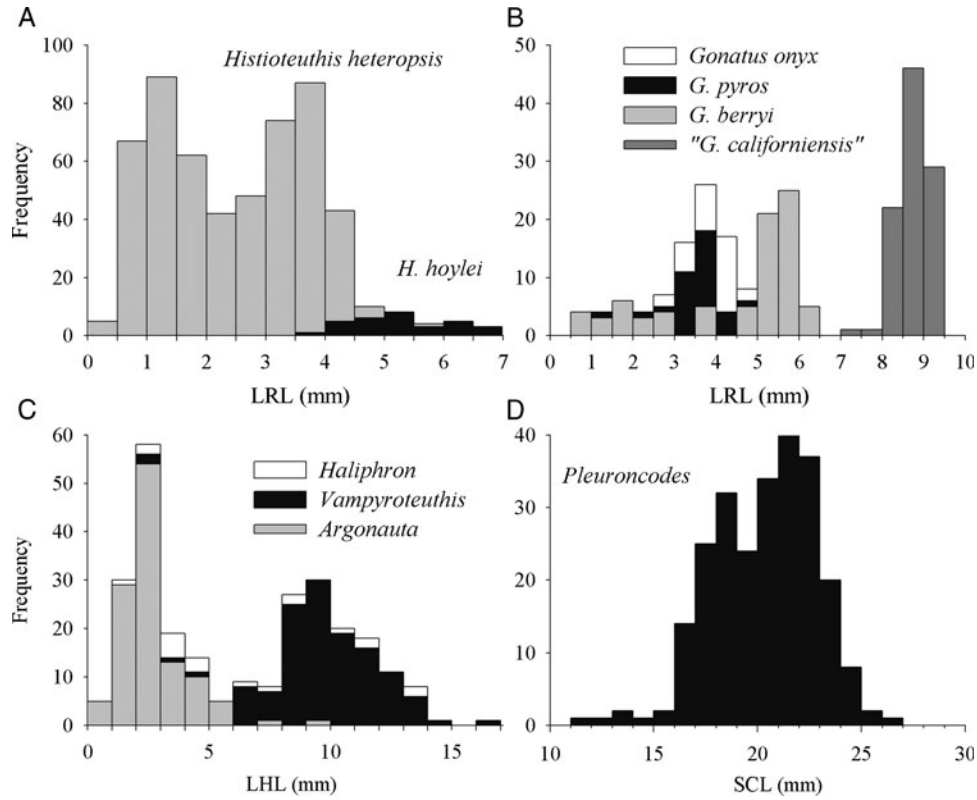 A
Frequency
100
80
60
40
20
0
Histioteuthis heteropsis
H. hoylei
0 1 2 3 4 5 6 7
LRL (mm)
B
50
40
30
20
10
0
Gonatus onyx
G. pyros
G. berryi
"G. californiensis"
1 2 3 4 5 6 7 8 9 10
LRL (mm)
C
Frequency
60
50
40
30
20
10
0
Haliphron
Vampyroteuthis
Argonauta
0 5 10 15
LHL (mm)
D
40
30
20
10
0
Pleuroncodes
10 15 20 25 30
SCL (mm)